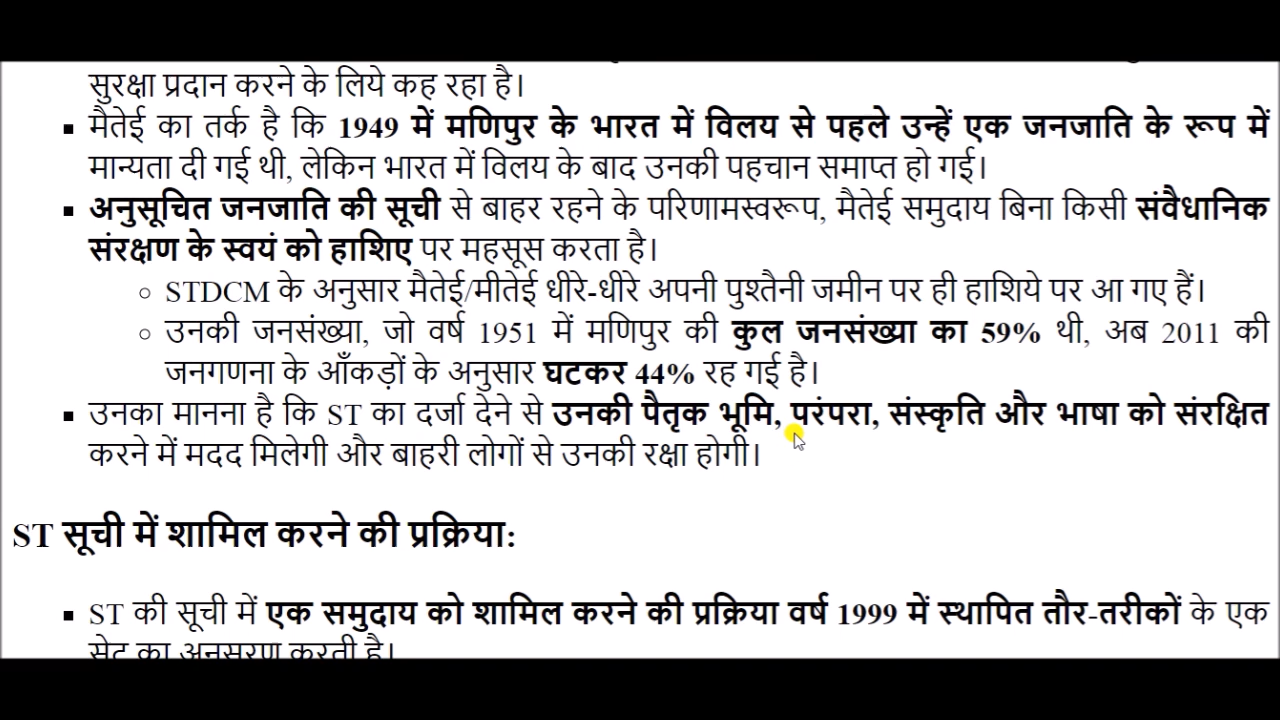 सुरक्षा प्रदान करने के लिये कह रहा है।
▪ मैतेई का तर्क है कि 1949 में मणिपुर के भारत में विलय से पहले उन्हें एक जनजाति के रूप में
मान्यता दी गई थी, लेकिन भारत में विलय के बाद उनकी पहचान समाप्त हो गई।
▪ अनुसूचित जनजाति की सूची से बाहर रहने के परिणामस्वरूप, मैतेई समुदाय बिना किसी संवैधानिक
संरक्षण के स्वयं को हाशिए पर महसूस करता है।
○ STDCM के अनुसार मैतेई/मीतेई धीरे-धीरे अपनी पुश्तैनी जमीन पर ही हाशिये पर आ गए हैं।
○ उनकी जनसंख्या, जो वर्ष 1951 में मणिपुर की कुल जनसंख्या का 59% थी, अब 2011 की
जनगणना के आँकड़ों के अनुसार घटकर 44% रह गई है।
▪ उनका मानना है कि ST का दर्जा देने से उनकी पैतृक भूमि, परंपरा, संस्कृति और भाषा को संरक्षित
करने में मदद मिलेगी और बाहरी लोगों से उनकी रक्षा होगी।
ST सूची में शामिल करने की प्रक्रिया:
▪ ST की सूची में एक समुदाय को शामिल करने की प्रक्रिया वर्ष 1999 में स्थापित तौर-तरीकों के एक
सेट का अनुसरण करती है।